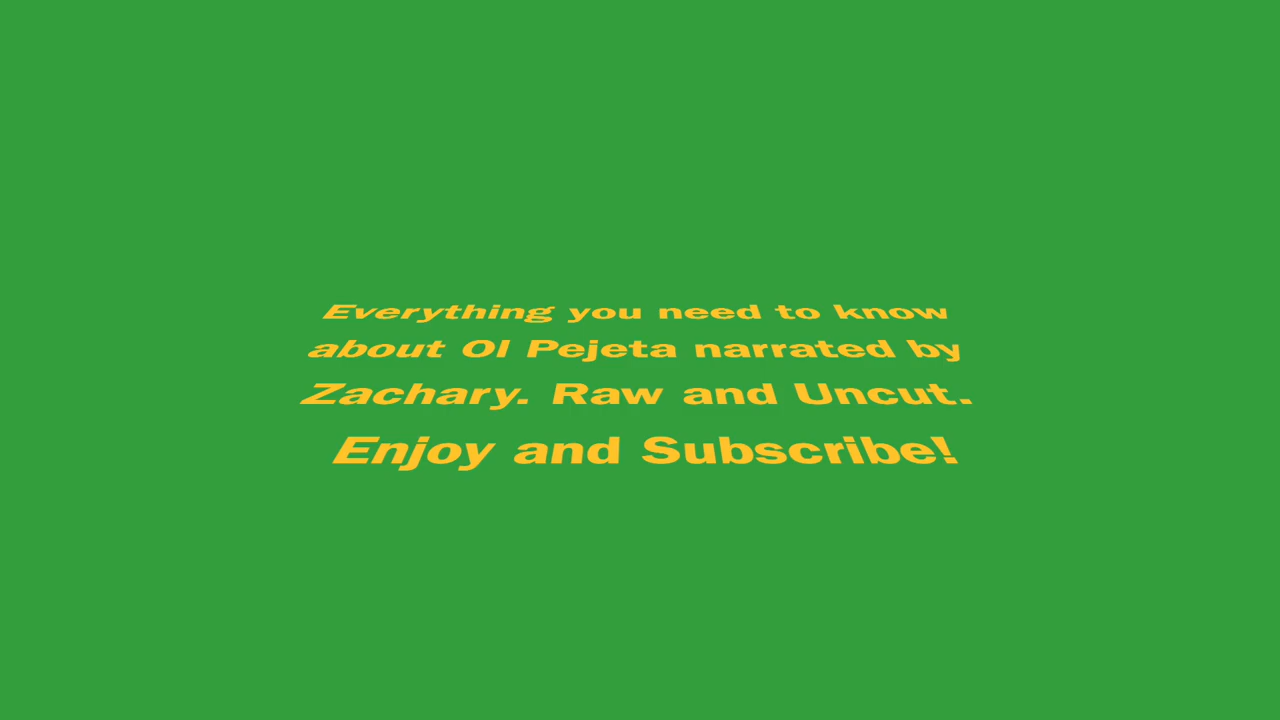 Everything you need to know
about Ol Pejeta narrated by
Zachary. Raw and Uncut.
Enjoy and Subscribe!